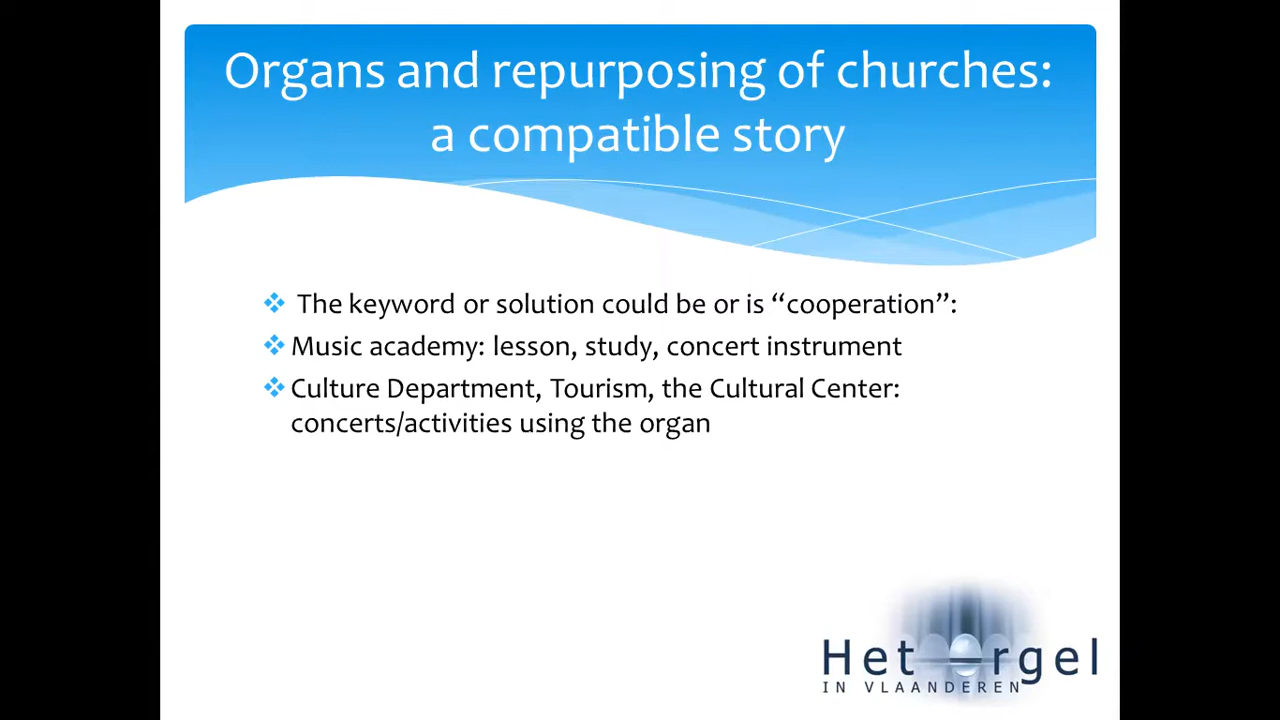 Organs and repurposing of churches:
a compatible story
The keyword or solution could be or is “cooperation”:
Music academy: lesson, study, concert instrument
Culture Department, Tourism, the Cultural Center:
concerts/activities using the organ
Het Orgel
IN VLAANDEREN